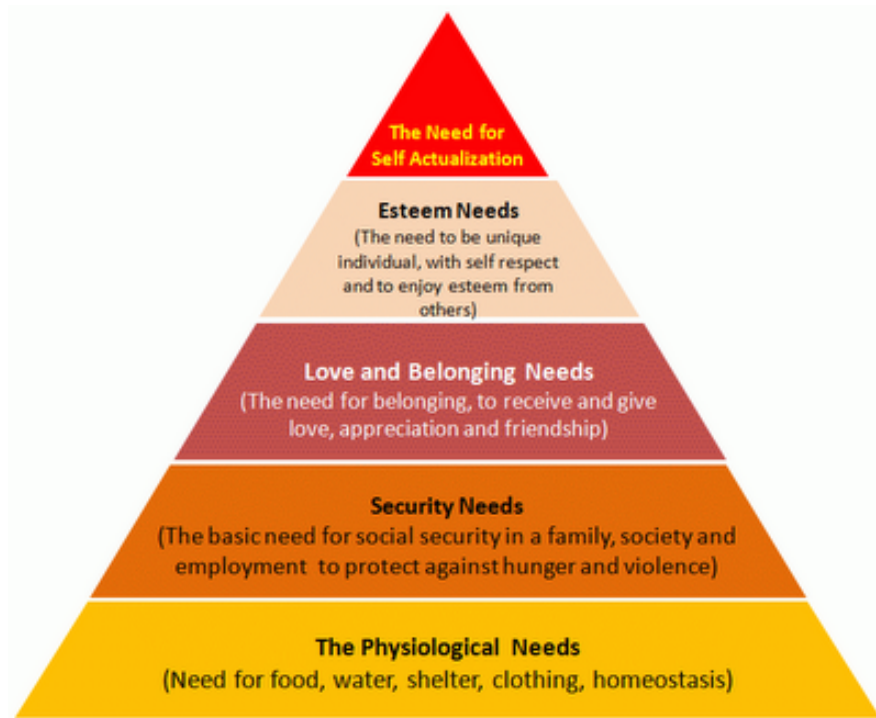 The Need for
Self Actualization
Esteem Needs
(The need to be unique
individual, with self respect
and to enjoy esteem from
others)
Love and Belonging Needs
(The need for belonging, to receive and give
love, appreciation and friendship)
Security Needs
(The basic need for social security in a family, society and
employment to protect against hunger and violence)
The Physiological Needs
(Need for food, water, shelter, clothing, homeostasis)